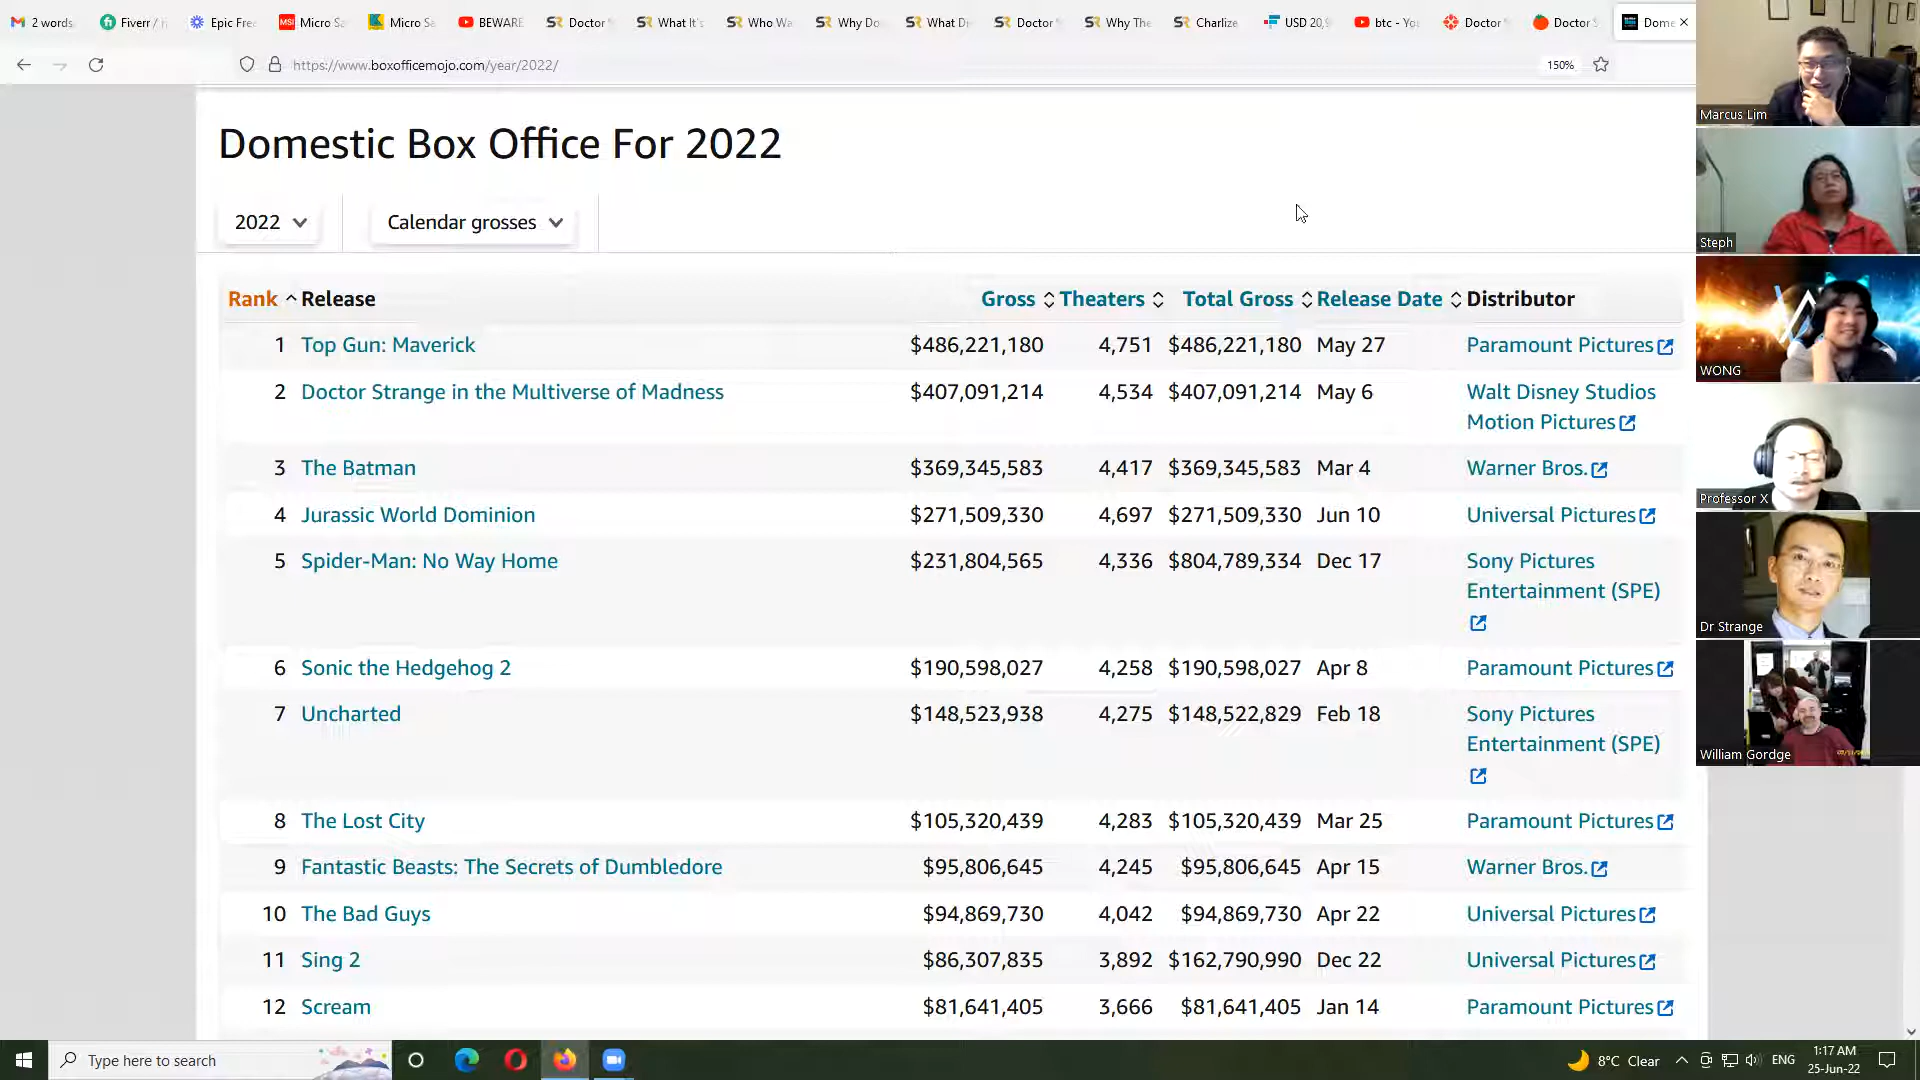 2 words
Fiverr / 
Epic Fre
Micro Sa
Micro Sa
BEWARE
Doctor
What It's
Who Wa
Why Do
What Di
Doctor
Why The
Charlize
USD 20,9
btc - You
Doctor
Doctor S
Dome
https://www.boxofficemojo.com/year/2022/
150%
Domestic Box Office For 2022
2022
Calendar grosses
Rank Release Gross Theaters Total Gross Release Date Distributor
1 Top Gun: Maverick $486,221,180 4,751 $486,221,180 May 27 Paramount Pictures
2 Doctor Strange in the Multiverse of Madness $407,091,214 4,534 $407,091,214 May 6 Walt Disney Studios
Motion Pictures
3 The Batman $369,345,583 4,417 $369,345,583 Mar 4 Warner Bros.
4 Jurassic World Dominion $271,509,330 4,697 $271,509,330 Jun 10 Universal Pictures
5 Spider-Man: No Way Home $231,804,565 4,336 $804,789,334 Dec 17 Sony Pictures
Entertainment (SPE)
6 Sonic the Hedgehog 2 $190,598,027 4,258 $190,598,027 Apr 8 Paramount Pictures
7 Uncharted $148,523,938 4,275 $148,522,829 Feb 18 Sony Pictures
Entertainment (SPE)
8 The Lost City $105,320,439 4,283 $105,320,439 Mar 25 Paramount Pictures
9 Fantastic Beasts: The Secrets of Dumbledore $95,806,645 4,245 $95,806,645 Apr 15 Warner Bros.
10 The Bad Guys $94,869,730 4,042 $94,869,730 Apr 22 Universal Pictures
11 Sing 2 $86,307,835 3,892 $162,790,990 Dec 22 Universal Pictures
12 Scream $81,641,405 3,666 $81,641,405 Jan 14 Paramount Pictures
Marcus Lim
Steph
WONG
Professor X
Dr Strange
William Gordge
Type here to search
8°C Clear
ENG
1:17 AM
25-Jun-22